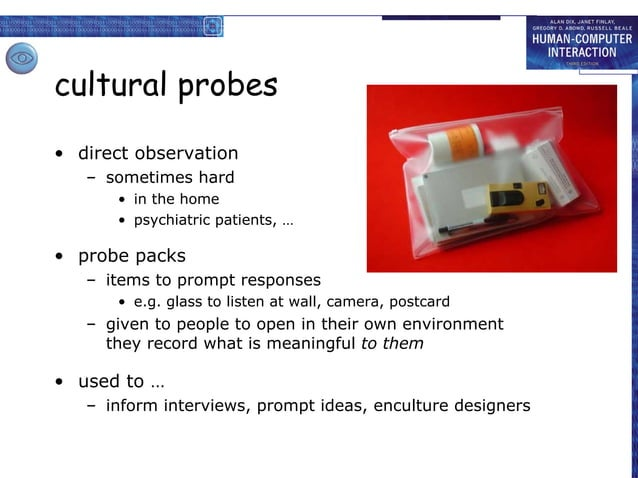 ALAN DIX, JANET FINLAY,
GREGORY D. ABOWD, RUSSELL BEALE
HUMAN-COMPUTER
INTERACTION
THIRD EDITION
cultural probes
• direct observation
– sometimes hard
• in the home
• psychiatric patients, …
• probe packs
– items to prompt responses
• e.g. glass to listen at wall, camera, postcard
– given to people to open in their own environment
they record what is meaningful to them
• used to …
– inform interviews, prompt ideas, enculture designers